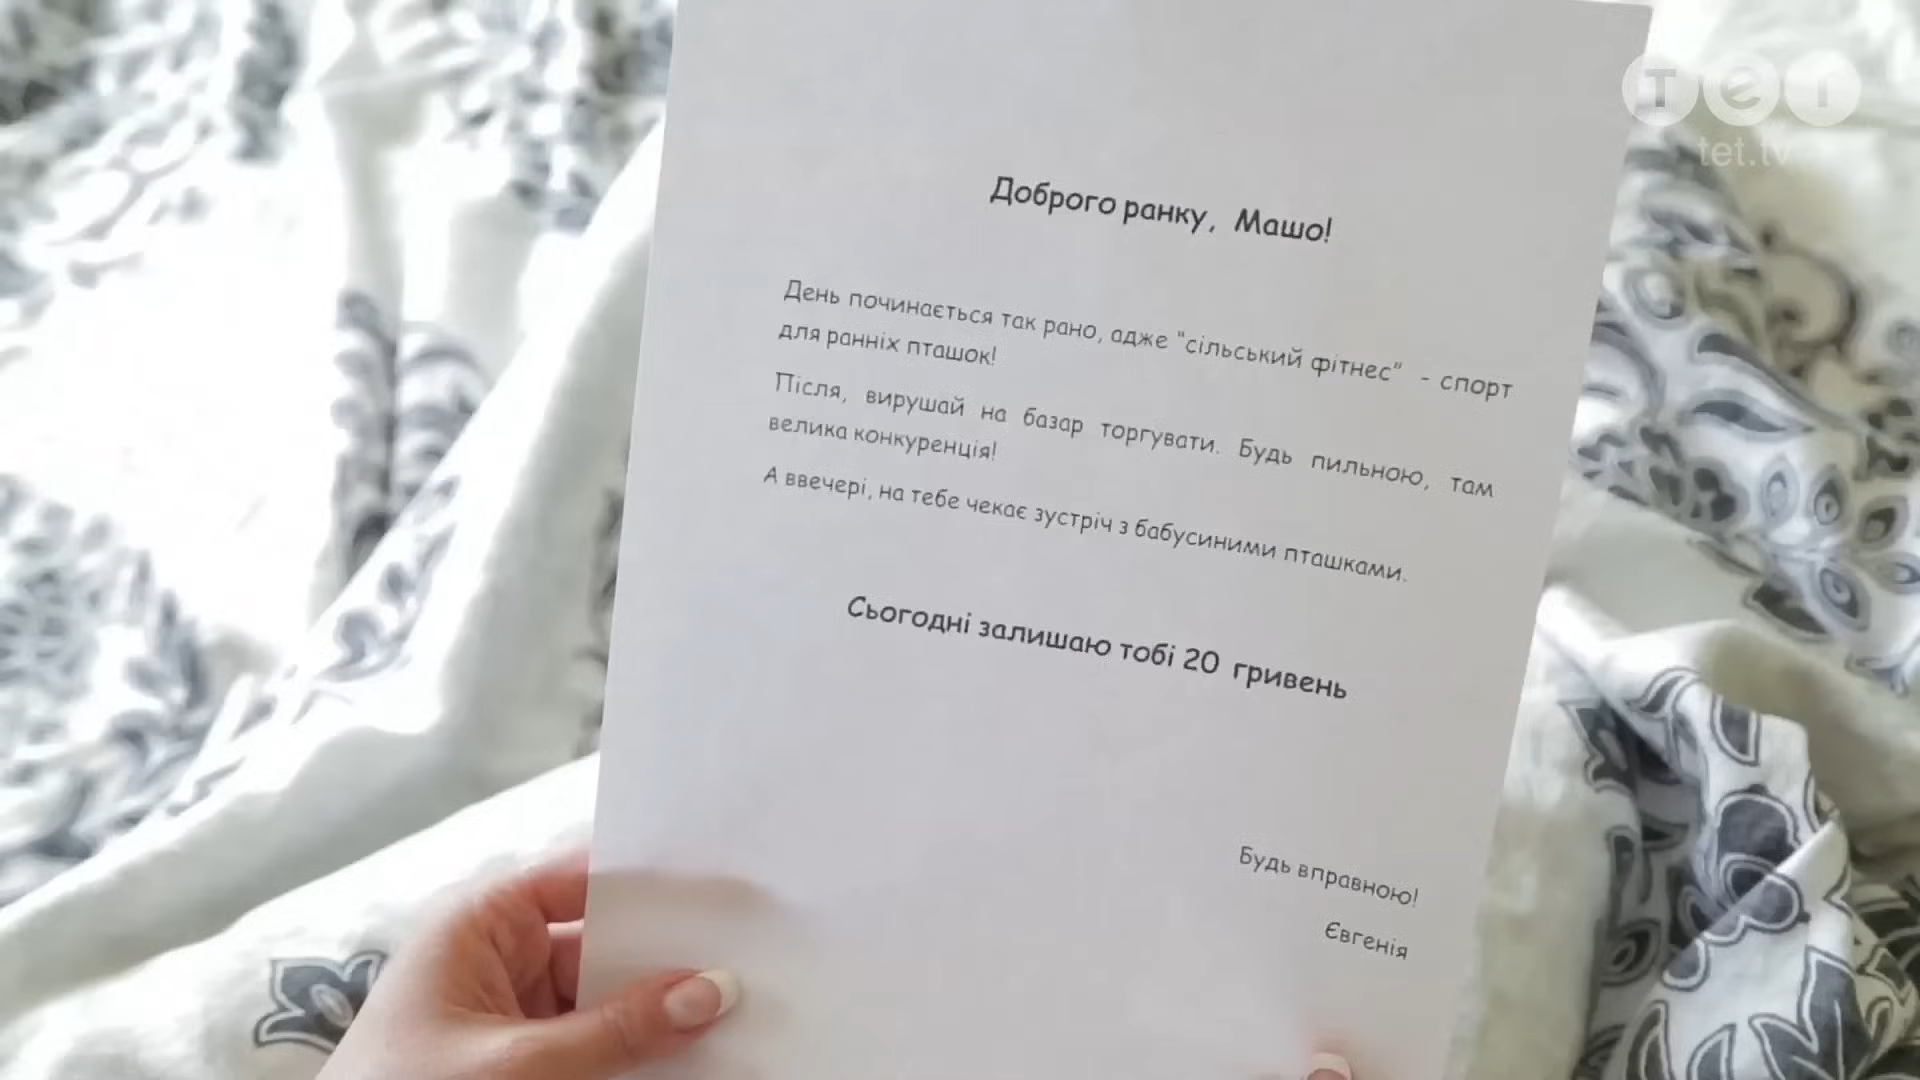 TET
tet.tv
Доброго ранку, Машо!
День починається так рано, адже "сільський фітнес" - спорт
для ранніх пташок!
Після, вирушай на базар торгувати. Будь пильною, там
велика конкуренція!
А ввечері, на тебе чекає зустріч з бабусиними пташками.
Сьогодні залишаю тобі 20 гривень
Будь вправною!
Євгенія